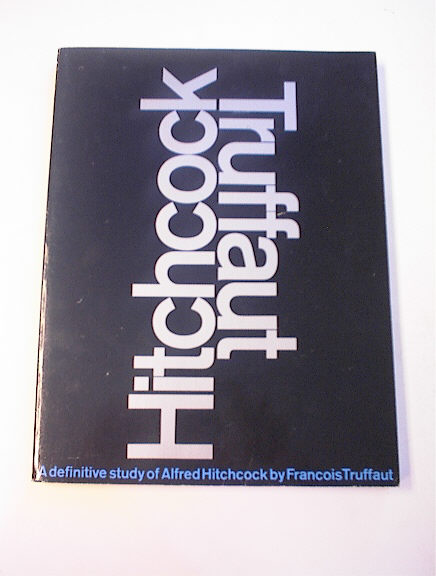 Hitchcock
Truffaut
A definitive study of Alfred Hitchcock by Francois Truffaut